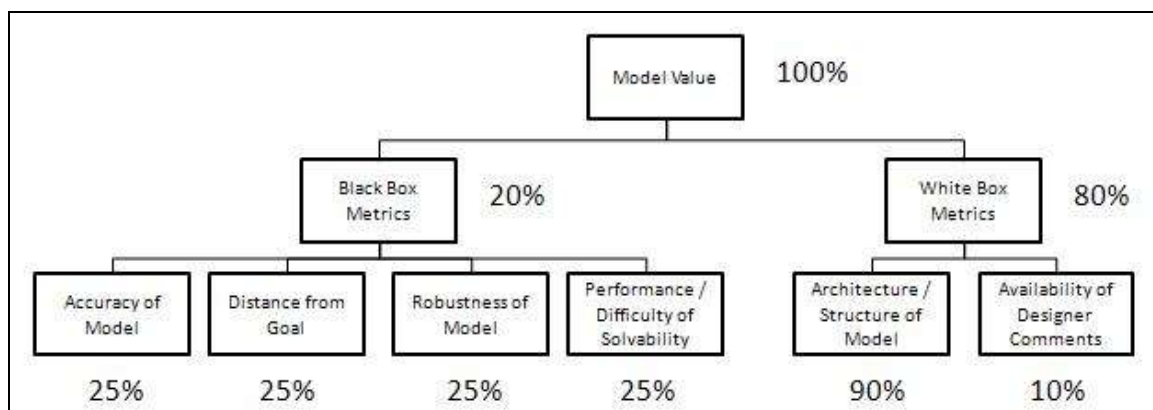 Model Value
100%
Black Box
Metrics
20%
White Box
Metrics
80%
Accuracy of
Model
Distance from
Goal
Robustness of
Model
Performance /
Difficulty of
Solvability
Architecture /
Structure of
Model
Availability of
Designer
Comments
25%
25%
25%
25%
90%
10%